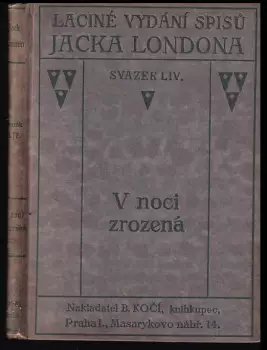 LACINÉ VYDÁNÍ SPISŮ
JACKA LONDONA
SVAZEK LIV.
V noci
zrozená
Nakladatel B. KOČÍ, knihkupec,
Praha I., Masarykovo nábř. 14.